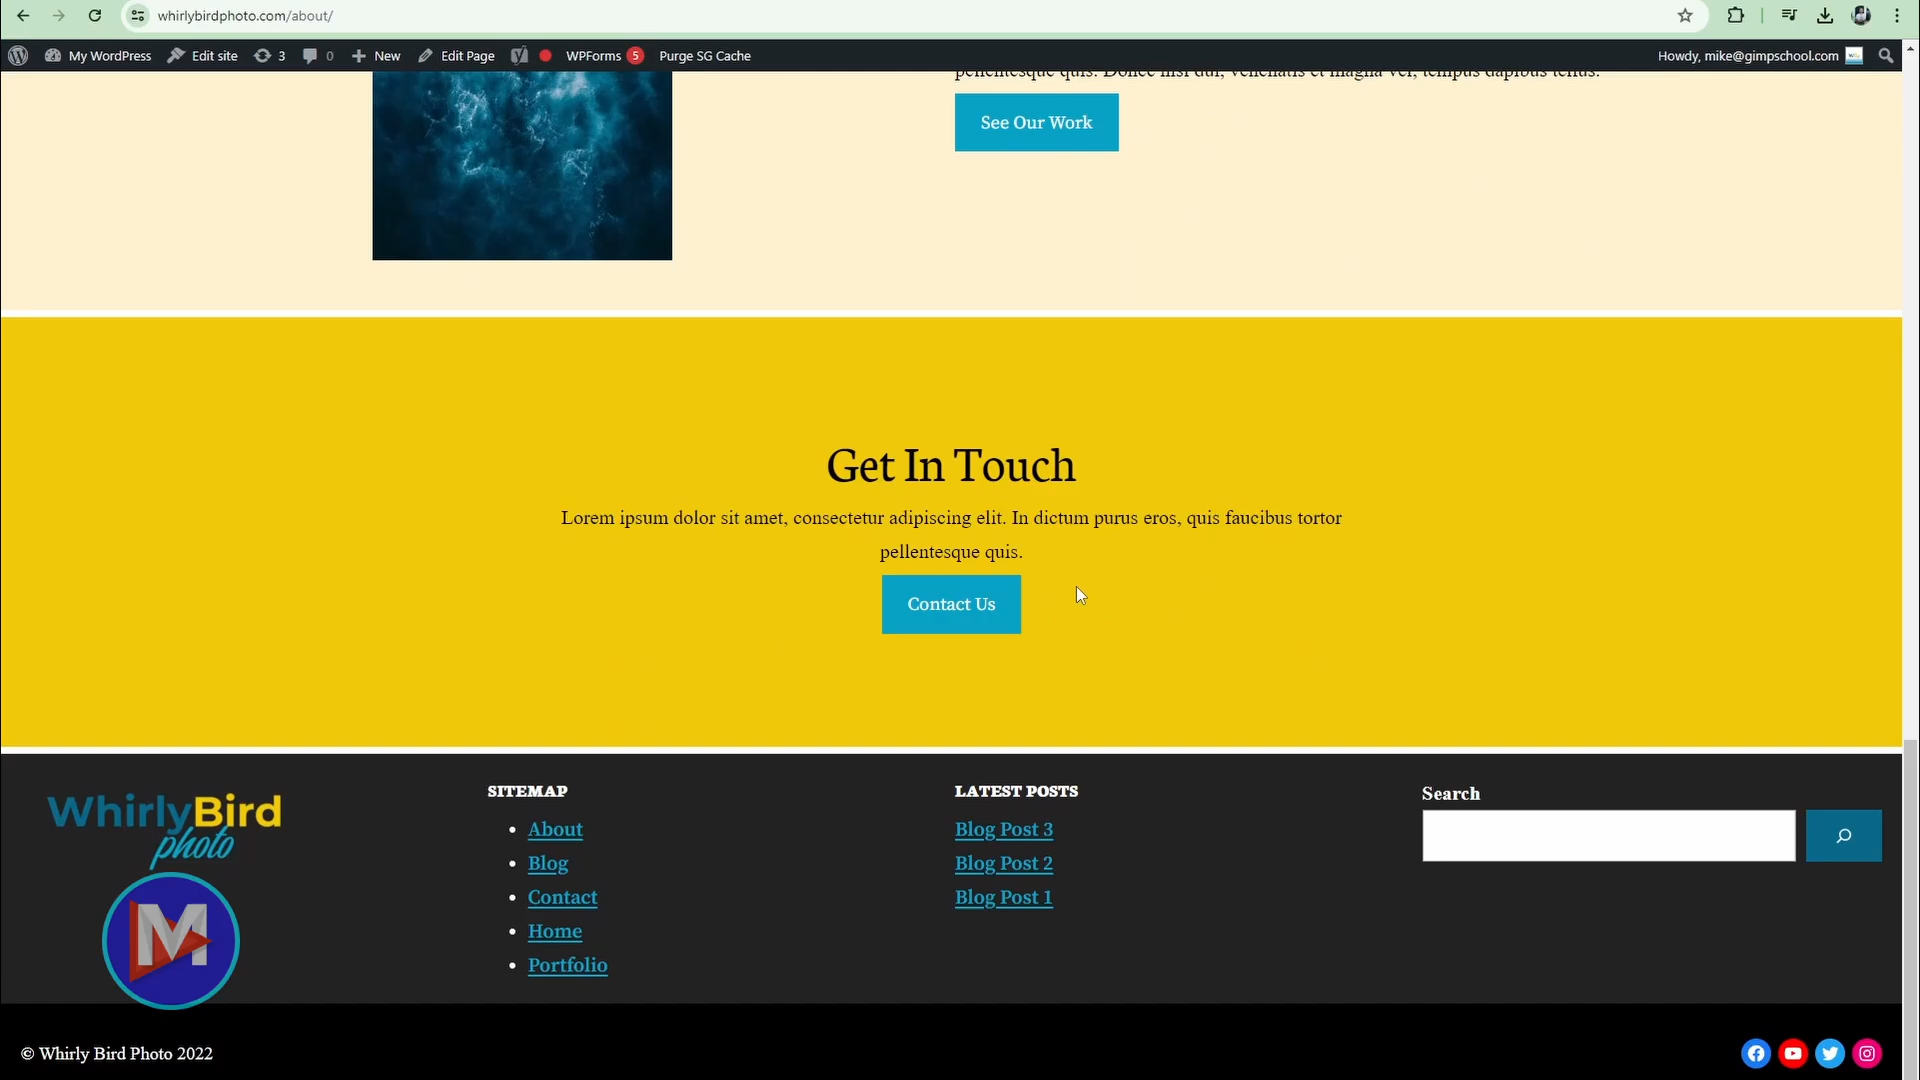 whirlybirdphoto.com/about/
My WordPress Edit site 3 0 New Edit Page WPForms 5 Purge SG Cache Howdy, mike@gimpschool.com
pellentesque quis. Donec nisi dui, venenatis et magna vel, tempus dapibus tellus.
See Our Work
Get In Touch
Lorem ipsum dolor sit amet, consectetur adipiscing elit. In dictum purus eros, quis faucibus tortor
pellentesque quis.
Contact Us
WhirlyBird
photo
M
SITEMAP
About
Blog
Contact
Home
Portfolio
LATEST POSTS
Blog Post 3
Blog Post 2
Blog Post 1
Search
© Whirly Bird Photo 2022